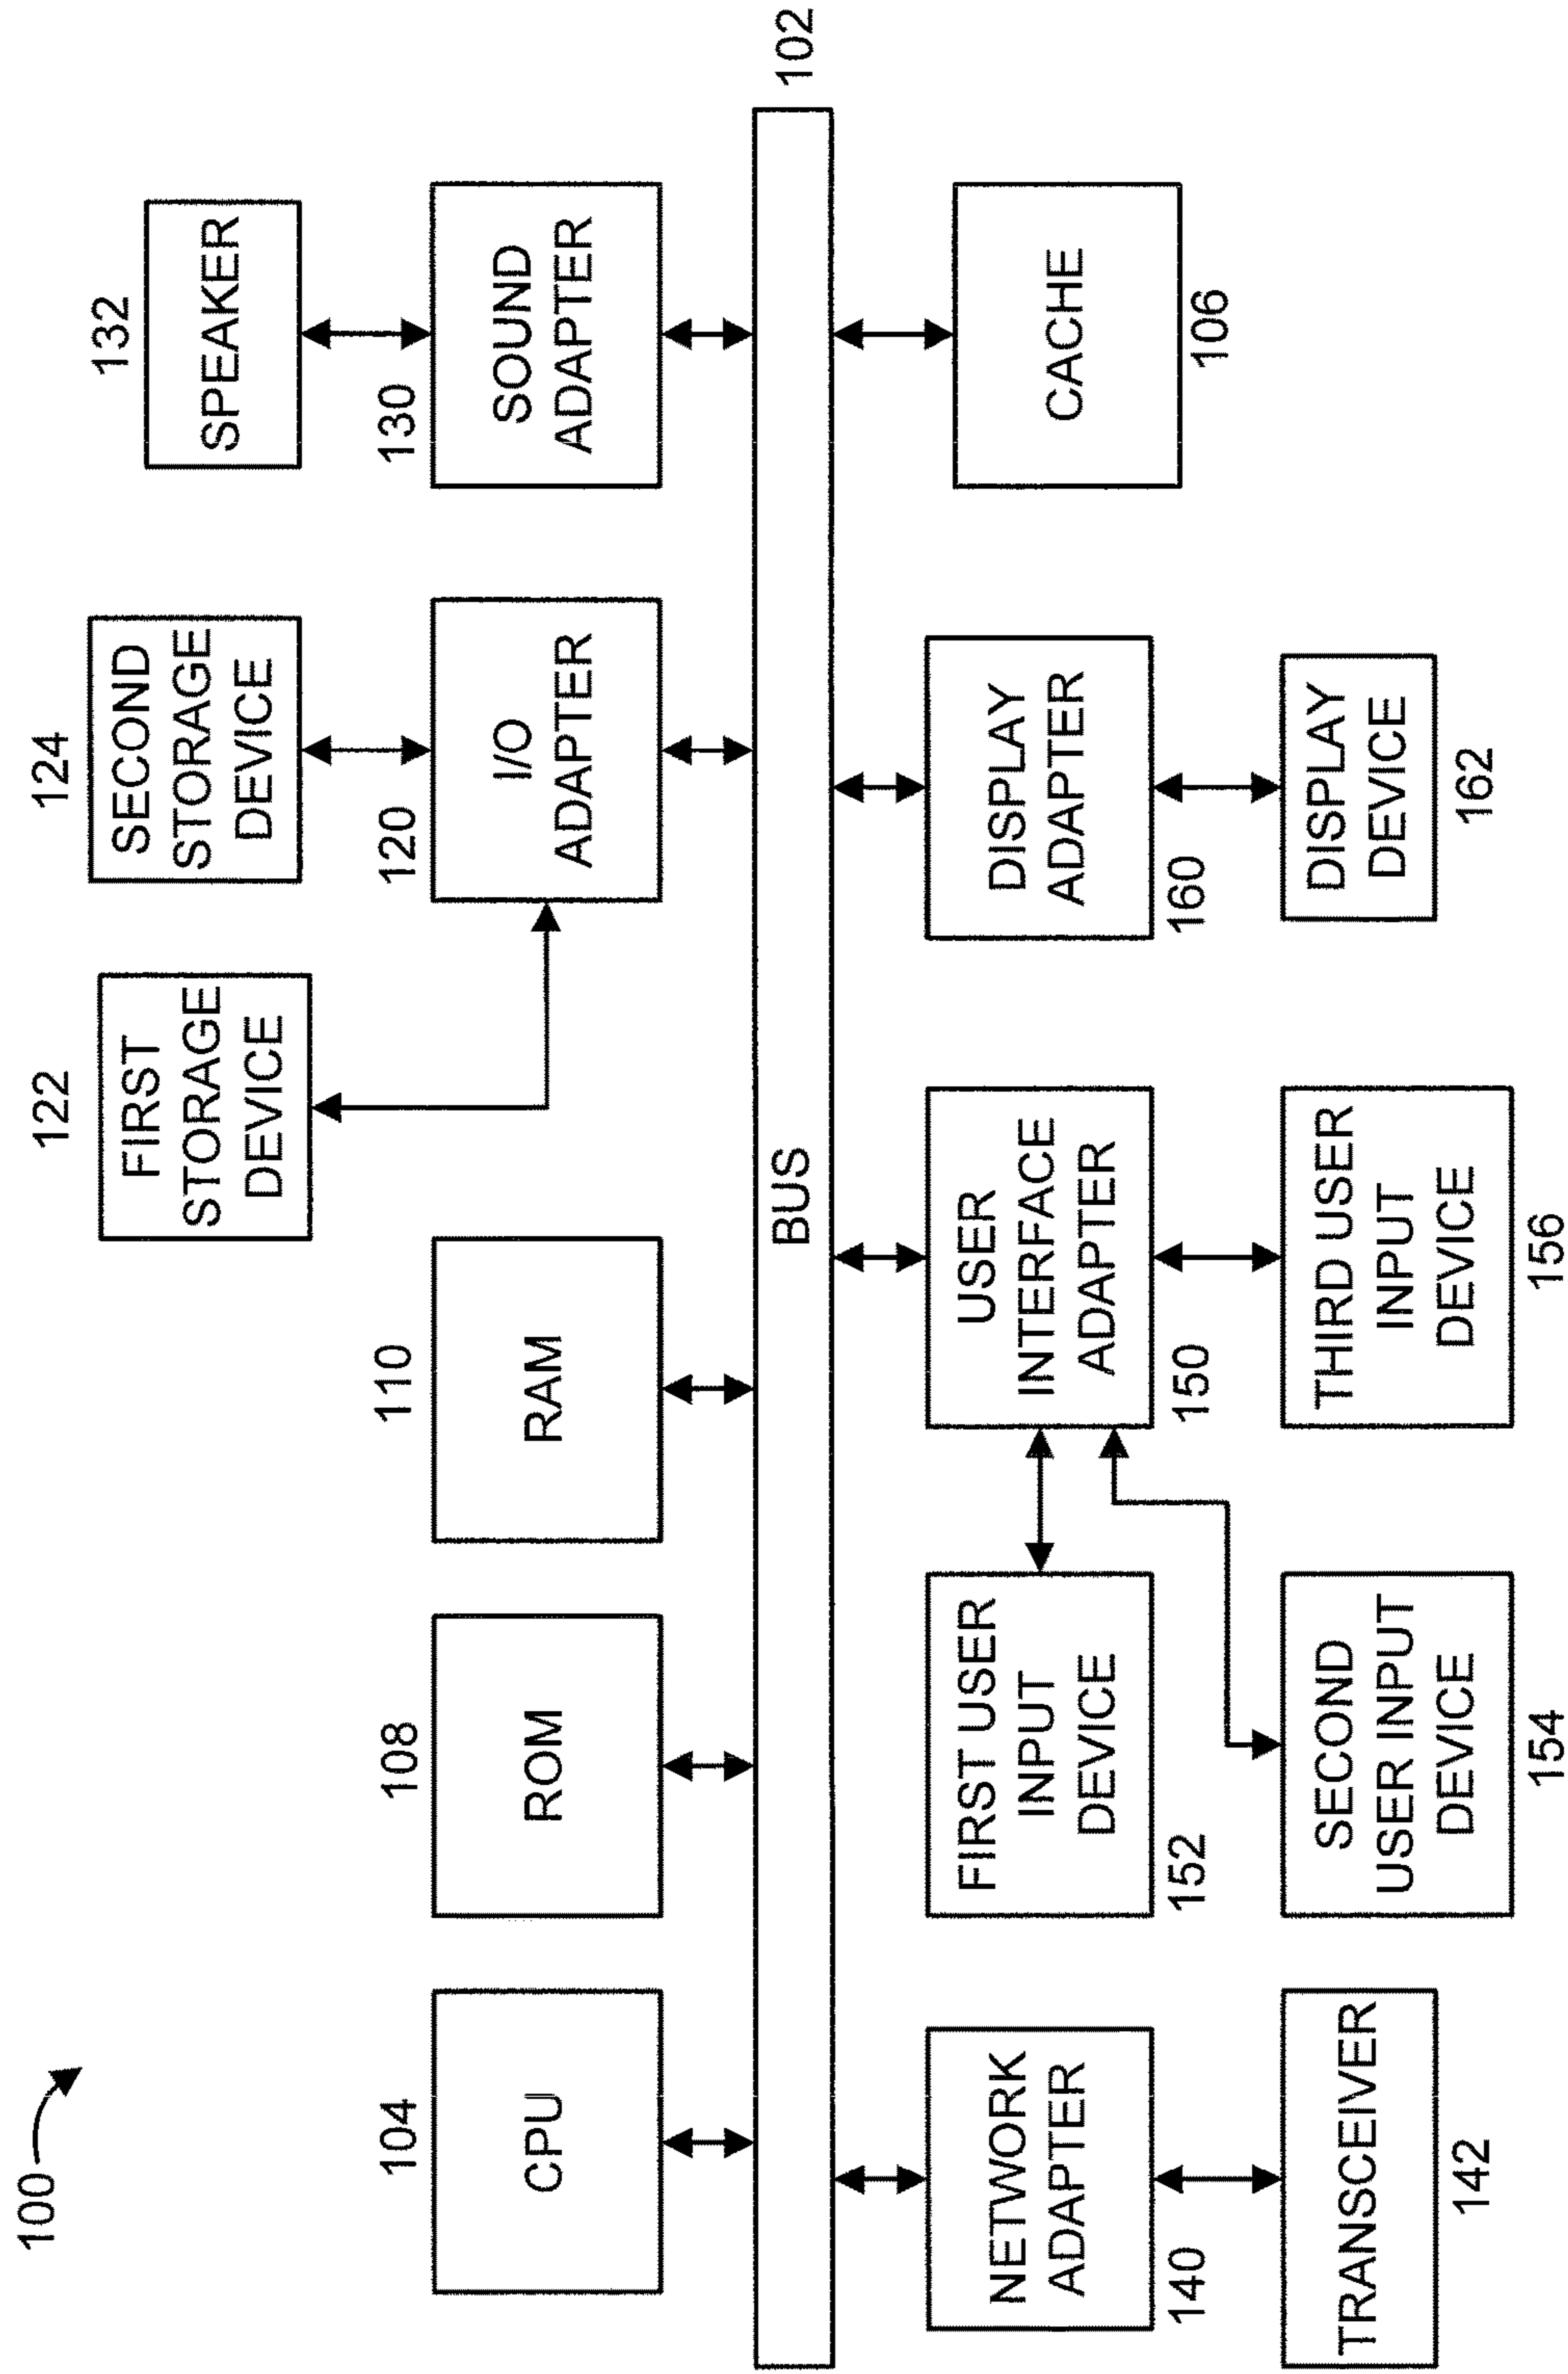 100
122
124
132
FIRST
STORAGE
DEVICE
SECOND
STORAGE
DEVICE
SPEAKER
104
108
110
120
130
CPU
ROM
RAM
I/O
ADAPTER
SOUND
ADAPTER
BUS
102
NETWORK
ADAPTER
FIRST USER
INPUT
DEVICE
USER
INTERFACE
ADAPTER
DISPLAY
ADAPTER
CACHE
140
152
150
160
106
TRANSCEIVER
SECOND
USER INPUT
DEVICE
THIRD USER
INPUT
DEVICE
DISPLAY
DEVICE
142
154
156
162